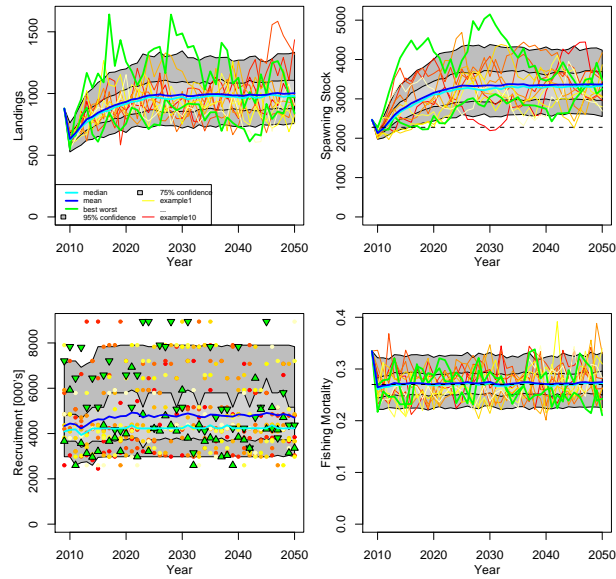 Landings
0
500
1000
1500
2010 2020 2030 2040 2050
Year
median
mean
best worst
95% confidence
75% confidence
example1
...
example10
Spawning Stock
0
1000
2000
3000
4000
5000
2010 2020 2030 2040 2050
Year
Recruitment [000's]
0
2000
4000
6000
8000
2010 2020 2030 2040 2050
Year
Fishing Mortality
0.0
0.1
0.2
0.3
0.4
2010 2020 2030 2040 2050
Year